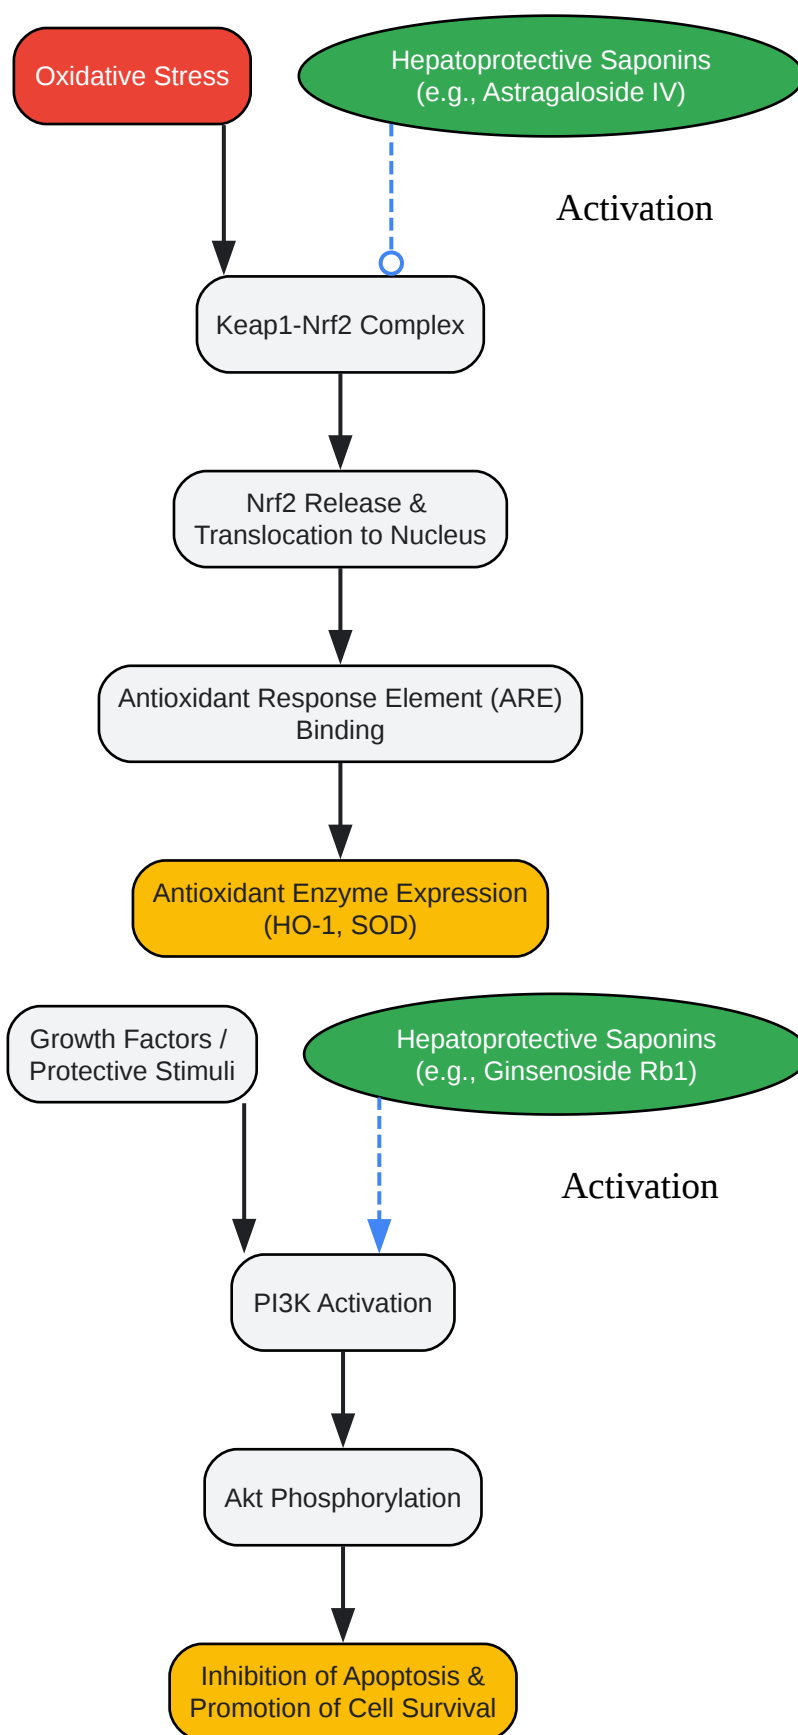 Oxidative Stress
Hepatoprotective Saponins
(e.g., Astragaloside IV)
Activation
Keap1-Nrf2 Complex
Nrf2 Release &
Translocation to Nucleus
Antioxidant Response Element (ARE)
Binding
Antioxidant Enzyme Expression
(HO-1, SOD)
Growth Factors /
Protective Stimuli
Hepatoprotective Saponins
(e.g., Ginsenoside Rb1)
Activation
PI3K Activation
Akt Phosphorylation
Inhibition of Apoptosis &
Promotion of Cell Survival